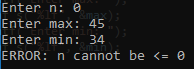 Enter n: 0
Enter max: 45
Enter min: 34
ERROR: n cannot be <= 0